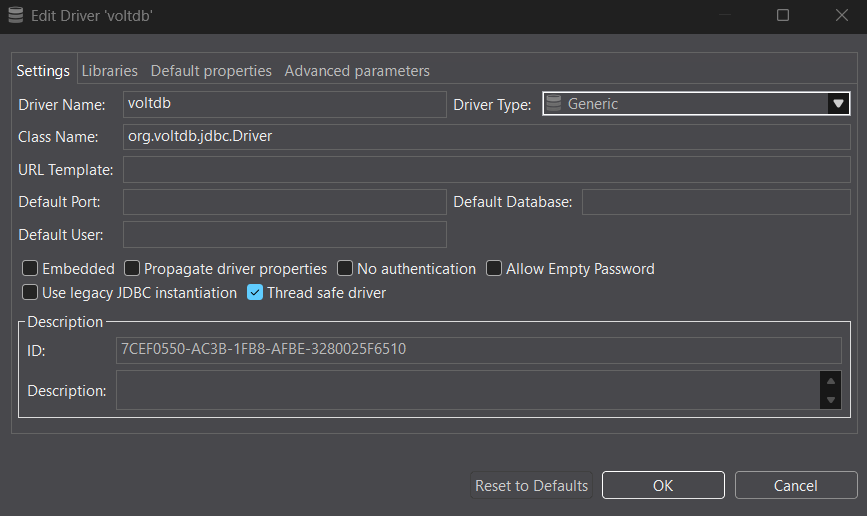 Edit Driver 'voltdb'
Settings Libraries Default properties Advanced parameters
Driver Name: voltdb Driver Type: Generic
Class Name: org.voltdb.jdbc.Driver
URL Template:
Default Port: Default Database:
Default User:
Embedded Propagate driver properties No authentication Allow Empty Password
Use legacy JDBC instantiation Thread safe driver
Description
ID: 7CEF0550-AC3B-1FB8-AFBE-3280025F6510
Description:
Reset to Defaults OK Cancel